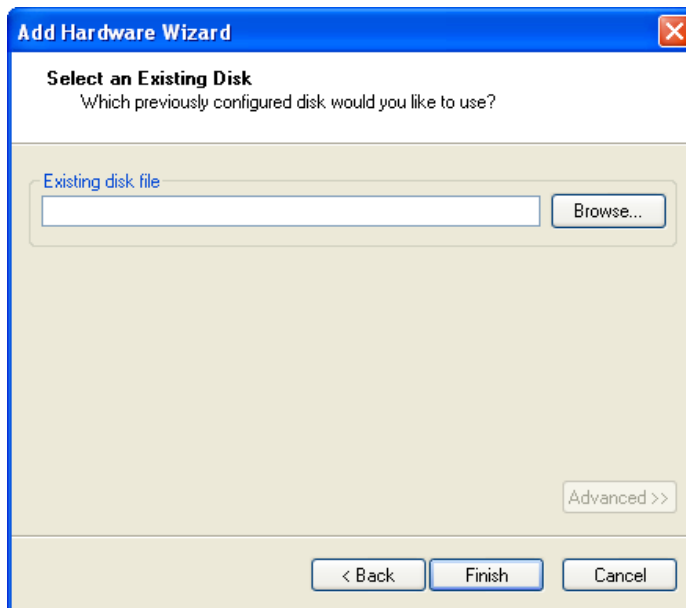 Add Hardware Wizard
Select an Existing Disk
Which previously configured disk would you like to use?
Existing disk file
Browse...
Advanced >>
< Back Finish Cancel